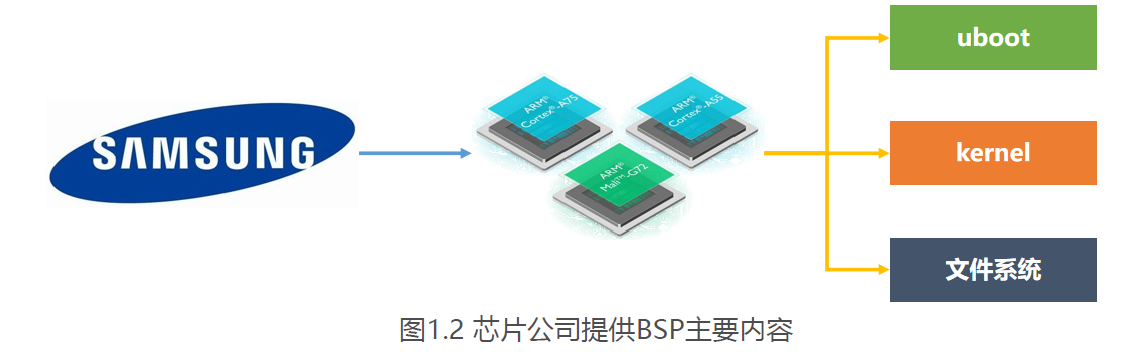 SAMSUNG
ARM®
Cortex®-A75
ARM®
Cortex®-A55
ARM®
Mali™-G72
uboot
kernel
文件系统
图1.2 芯片公司提供BSP主要内容